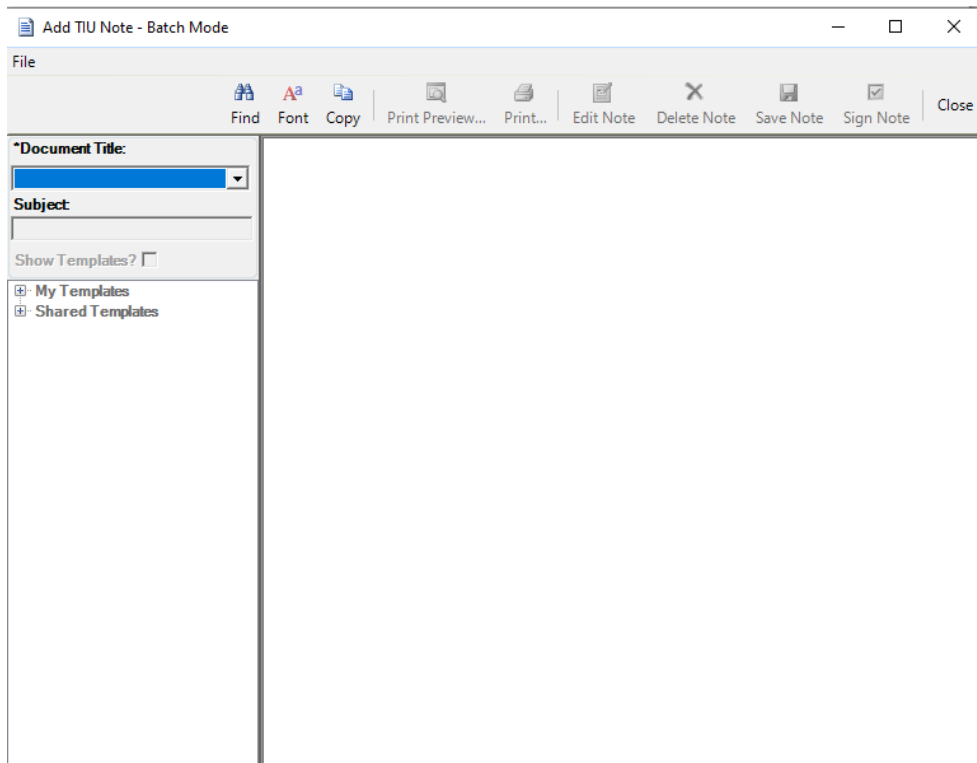 Add TIU Note - Batch Mode
File
Find Font Copy Print Preview... Print... Edit Note Delete Note Save Note Sign Note Close
*Document Title:
Subject:
Show Templates?
My Templates
Shared Templates